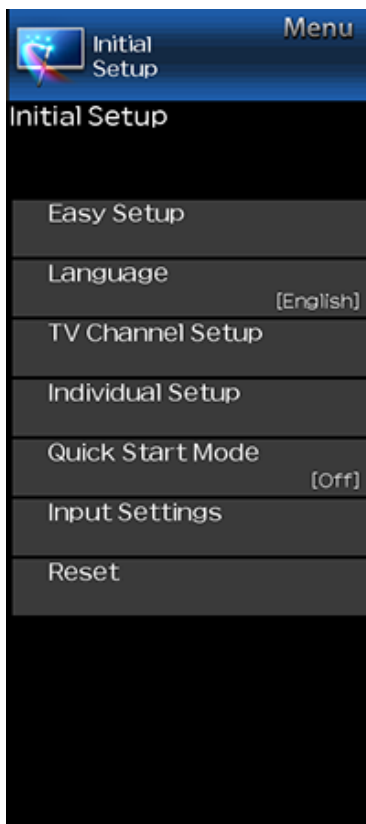 Menu
Initial
Setup
Initial Setup
Easy Setup
Language
[English]
TV Channel Setup
Individual Setup
Quick Start Mode
[Off]
Input Settings
Reset